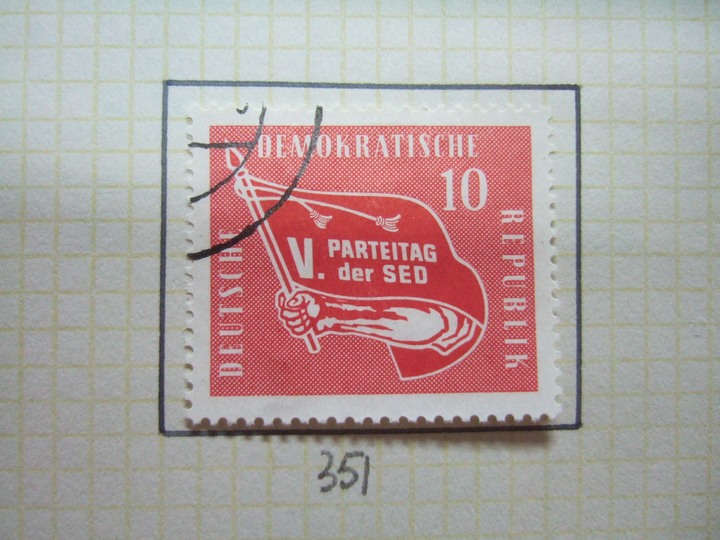 DEUTSCHE
DEMOKRATISCHE
REPUBLIK
10
V. PARTEITAG
der SED
351